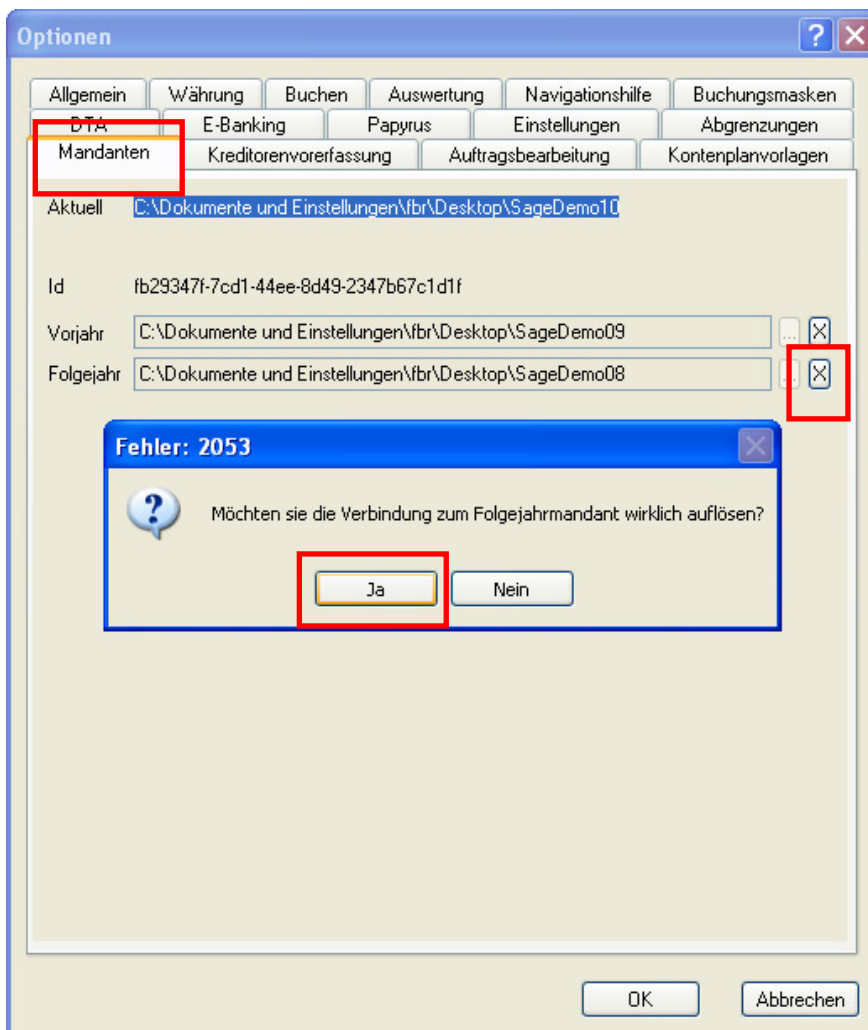 Optionen
Allgemein Währung Buchen Auswertung Navigationshilfe Buchungsmasken
DTA E-Banking Papyrus Einstellungen Abgrenzungen
Mandanten Kreditorenvorerfassung Auftragsbearbeitung Kontenplanvorlagen
Aktuell C:\Dokumente und Einstellungen\fbr\Desktop\SageDemo10
Id fb29347f-7cd1-44ee-8d49-2347b67c1d1f
Vorjahr C:\Dokumente und Einstellungen\fbr\Desktop\SageDemo09 ... X
Folgejahr C:\Dokumente und Einstellungen\fbr\Desktop\SageDemo08 ... X
Fehler: 2053
Möchten sie die Verbindung zum Folgejahrmandant wirklich auflösen?
Ja Nein
OK Abbrechen